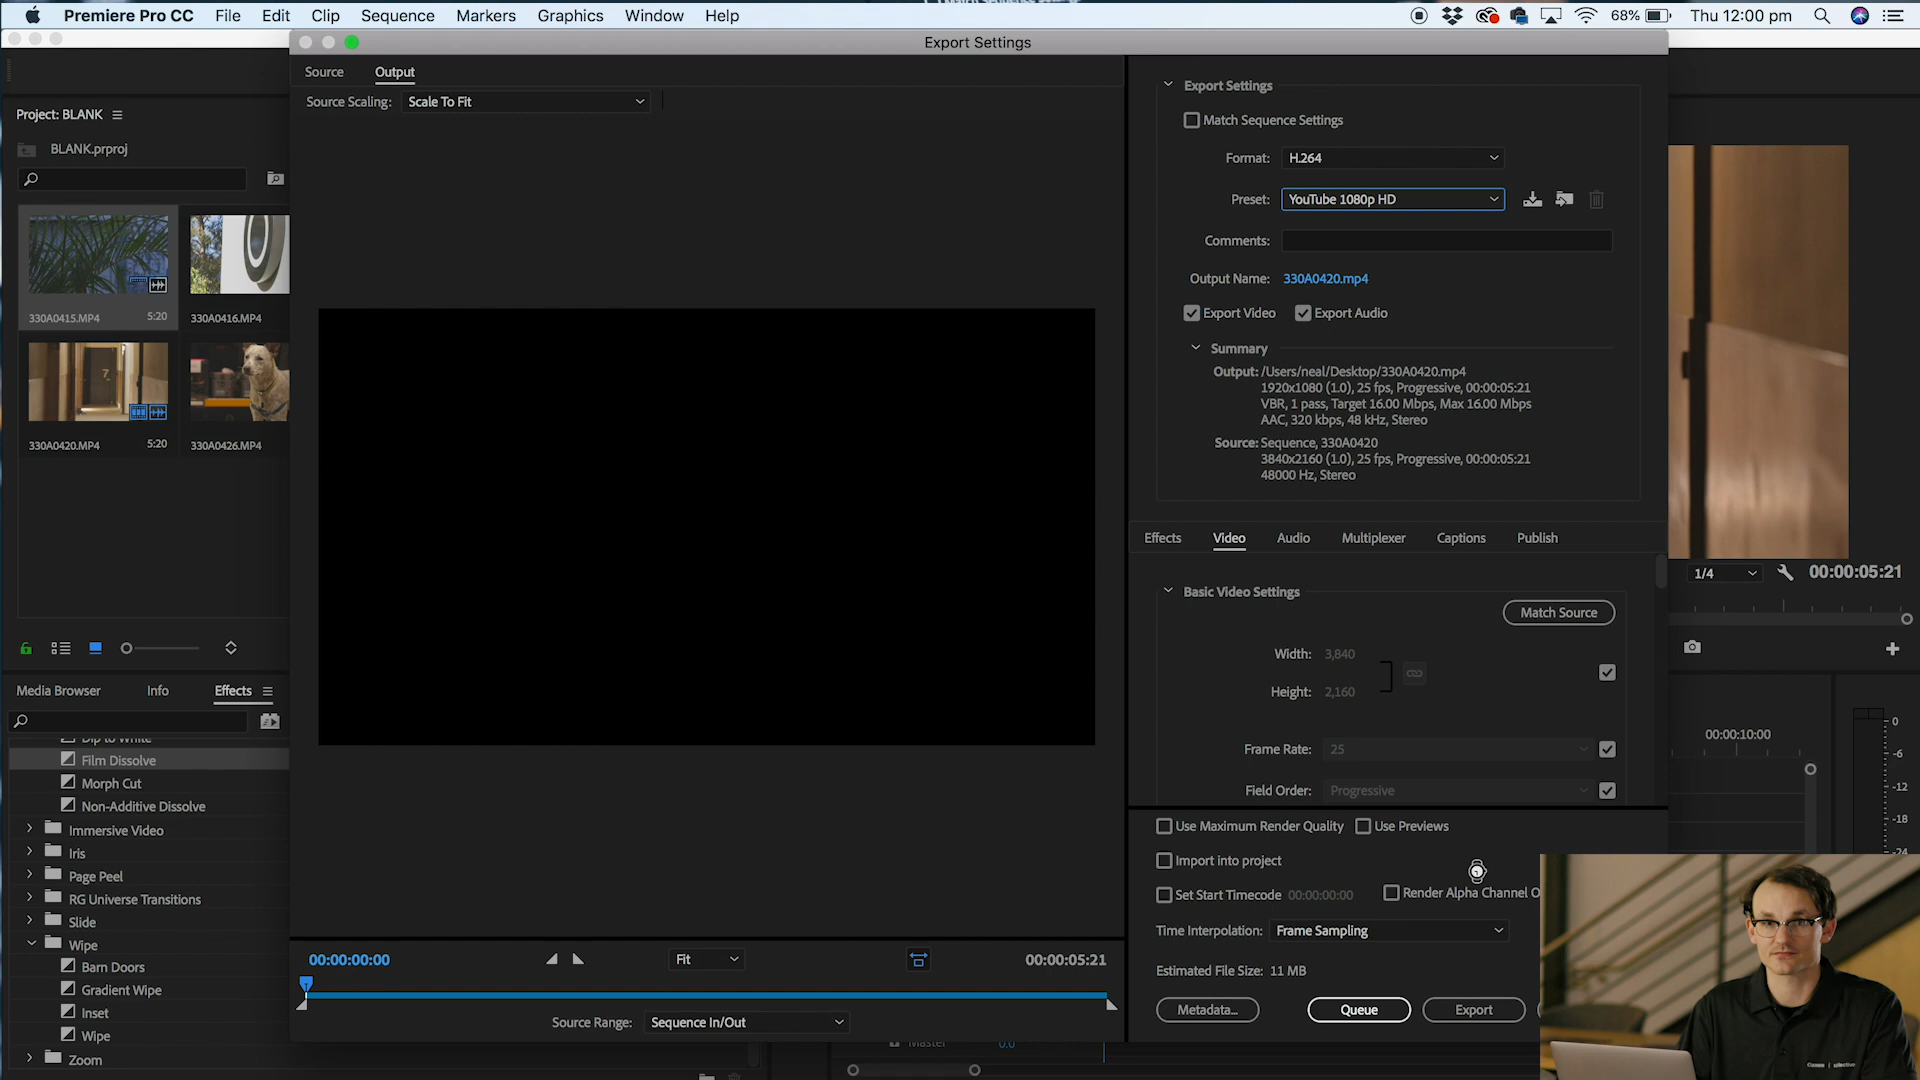 Premiere Pro CC File Edit Clip Sequence Markers Graphics Window Help 68% Thu 12:00 pm
Export Settings
Source Output
Source Scaling: Scale To Fit
Project: BLANK
BLANK.prproj
330A0415.MP4 5:20
330A0416.MP4
330A0420.MP4 5:20
330A0426.MP4
Media Browser Info Effects
Dip to White
Film Dissolve
Morph Cut
Non-Additive Dissolve
Immersive Video
Iris
Page Peel
RG Universe Transitions
Slide
Wipe
Barn Doors
Gradient Wipe
Inset
Wipe
Zoom
00:00:00:00 Fit 00:00:05:21
Source Range: Sequence In/Out
Export Settings
Match Sequence Settings
Format: H.264
Preset: YouTube 1080p HD
Comments:
Output Name: 330A0420.mp4
Export Video Export Audio
Summary
Output: /Users/neal/Desktop/330A0420.mp4
1920x1080 (1.0), 25 fps, Progressive, 00:00:05:21
VBR, 1 pass, Target 16.00 Mbps, Max 16.00 Mbps
AAC, 320 kbps, 48 kHz, Stereo
Source: Sequence, 330A0420
3840x2160 (1.0), 25 fps, Progressive, 00:00:05:21
48000 Hz, Stereo
Effects Video Audio Multiplexer Captions Publish
Basic Video Settings
Match Source
Width: 3,840
Height: 2,160
Frame Rate: 25
Field Order: Progressive
Use Maximum Render Quality Use Previews
Import into project
Set Start Timecode 00:00:00:00 Render Alpha Channel O
Time Interpolation: Frame Sampling
Estimated File Size: 11 MB
Metadata... Queue Export
Master 0.0
1/4 00:00:05:21
00:00:10:00
0
-6
-12
-18
-24